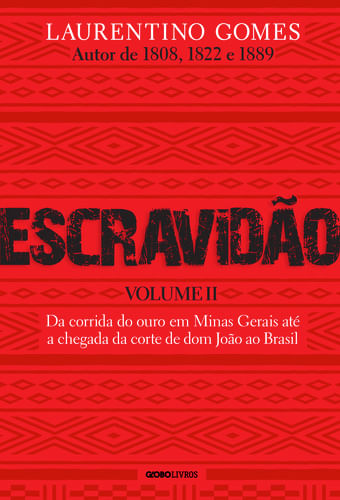 LAURENTINO GOMES
Autor de 1808, 1822 e 1889
ESCRAVIDÃO
VOLUME II
Da corrida do ouro em Minas Gerais até
a chegada da corte de dom João ao Brasil
GLOBOLIVROS